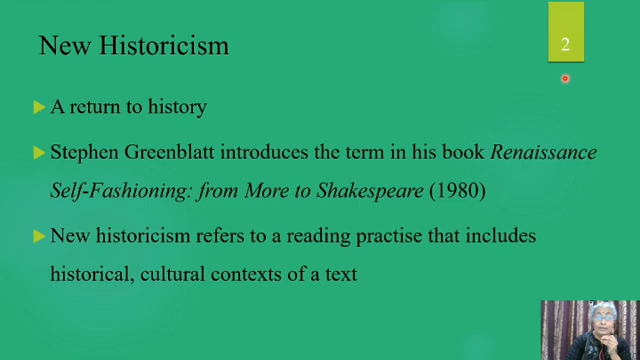 New Historicism
2
A return to history
Stephen Greenblatt introduces the term in his book Renaissance
Self-Fashioning: from More to Shakespeare (1980)
New historicism refers to a reading practise that includes
historical, cultural contexts of a text